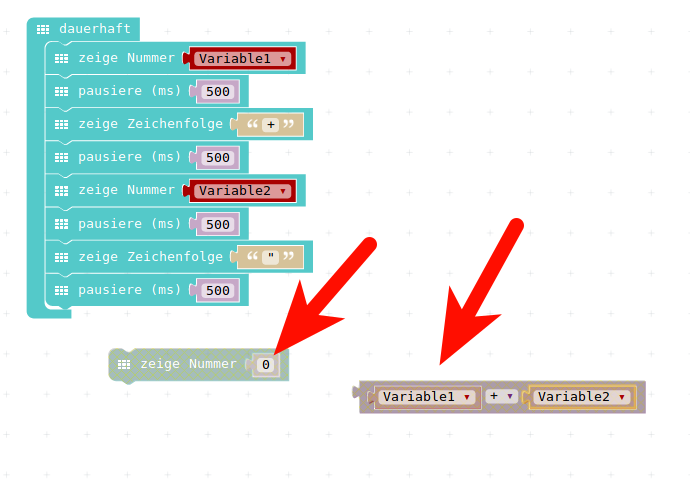 dauerhaft
zeige Nummer Variable1
pausiere (ms) 500
zeige Zeichenfolge “ + ”
pausiere (ms) 500
zeige Nummer Variable2
pausiere (ms) 500
zeige Zeichenfolge “ " ”
pausiere (ms) 500
zeige Nummer 0
Variable1 + Variable2